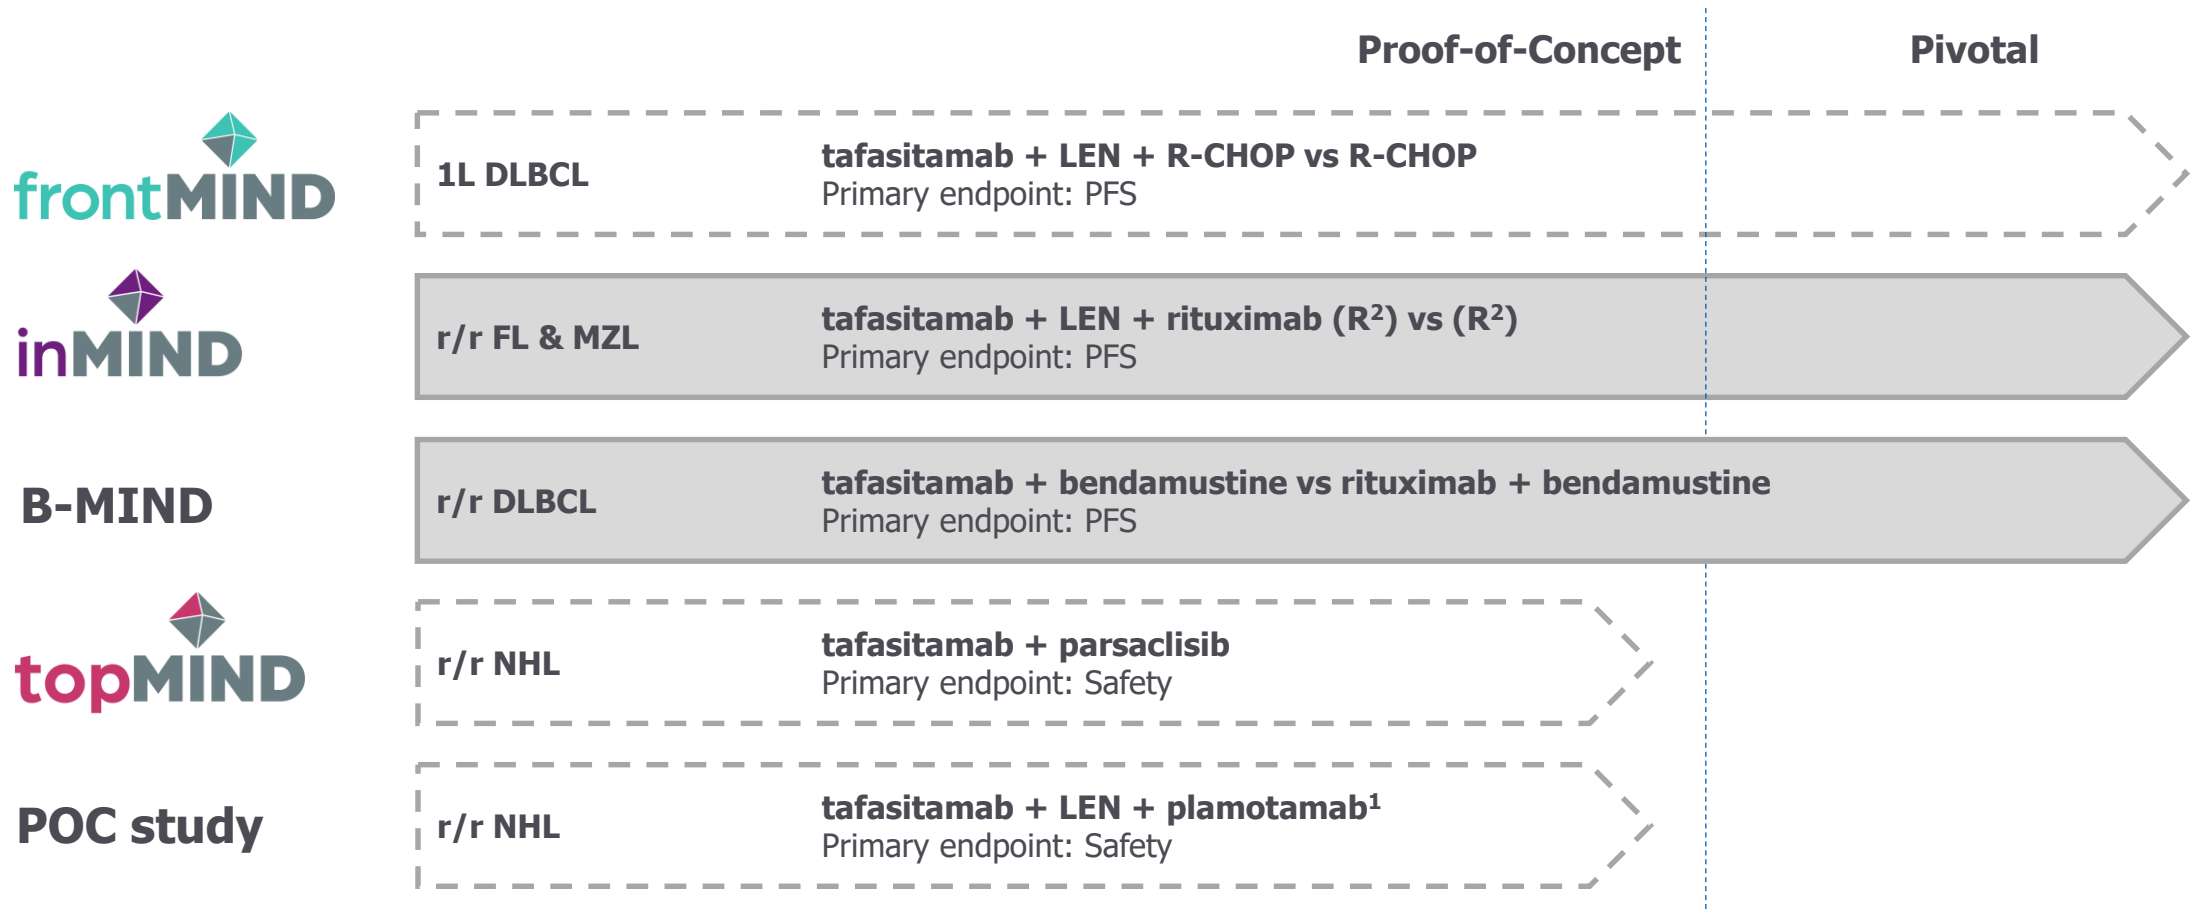 Proof-of-Concept
Pivotal
frontMIND
1L DLBCL
tafasitamab + LEN + R-CHOP vs R-CHOP
Primary endpoint: PFS
inMIND
r/r FL & MZL
tafasitamab + LEN + rituximab (R²) vs (R²)
Primary endpoint: PFS
B-MIND
r/r DLBCL
tafasitamab + bendamustine vs rituximab + bendamustine
Primary endpoint: PFS
topMIND
r/r NHL
tafasitamab + parsaclisib
Primary endpoint: Safety
POC study
r/r NHL
tafasitamab + LEN + plamotamab¹
Primary endpoint: Safety